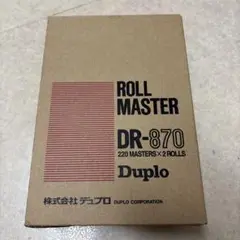 ROLL
MASTER
DR-870
220 MASTERS×2 ROLLS
Duplo
株式会社デュプロ DUPLO CORPORATION